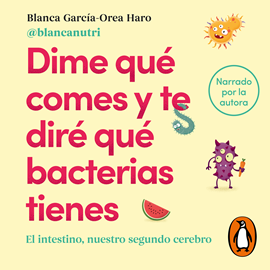 Blanca García-Orea Haro
@blancanutri
Dime qué
comes y te
diré qué
bacterias
tienes
Narrado
por la
autora
El intestino, nuestro segundo cerebro